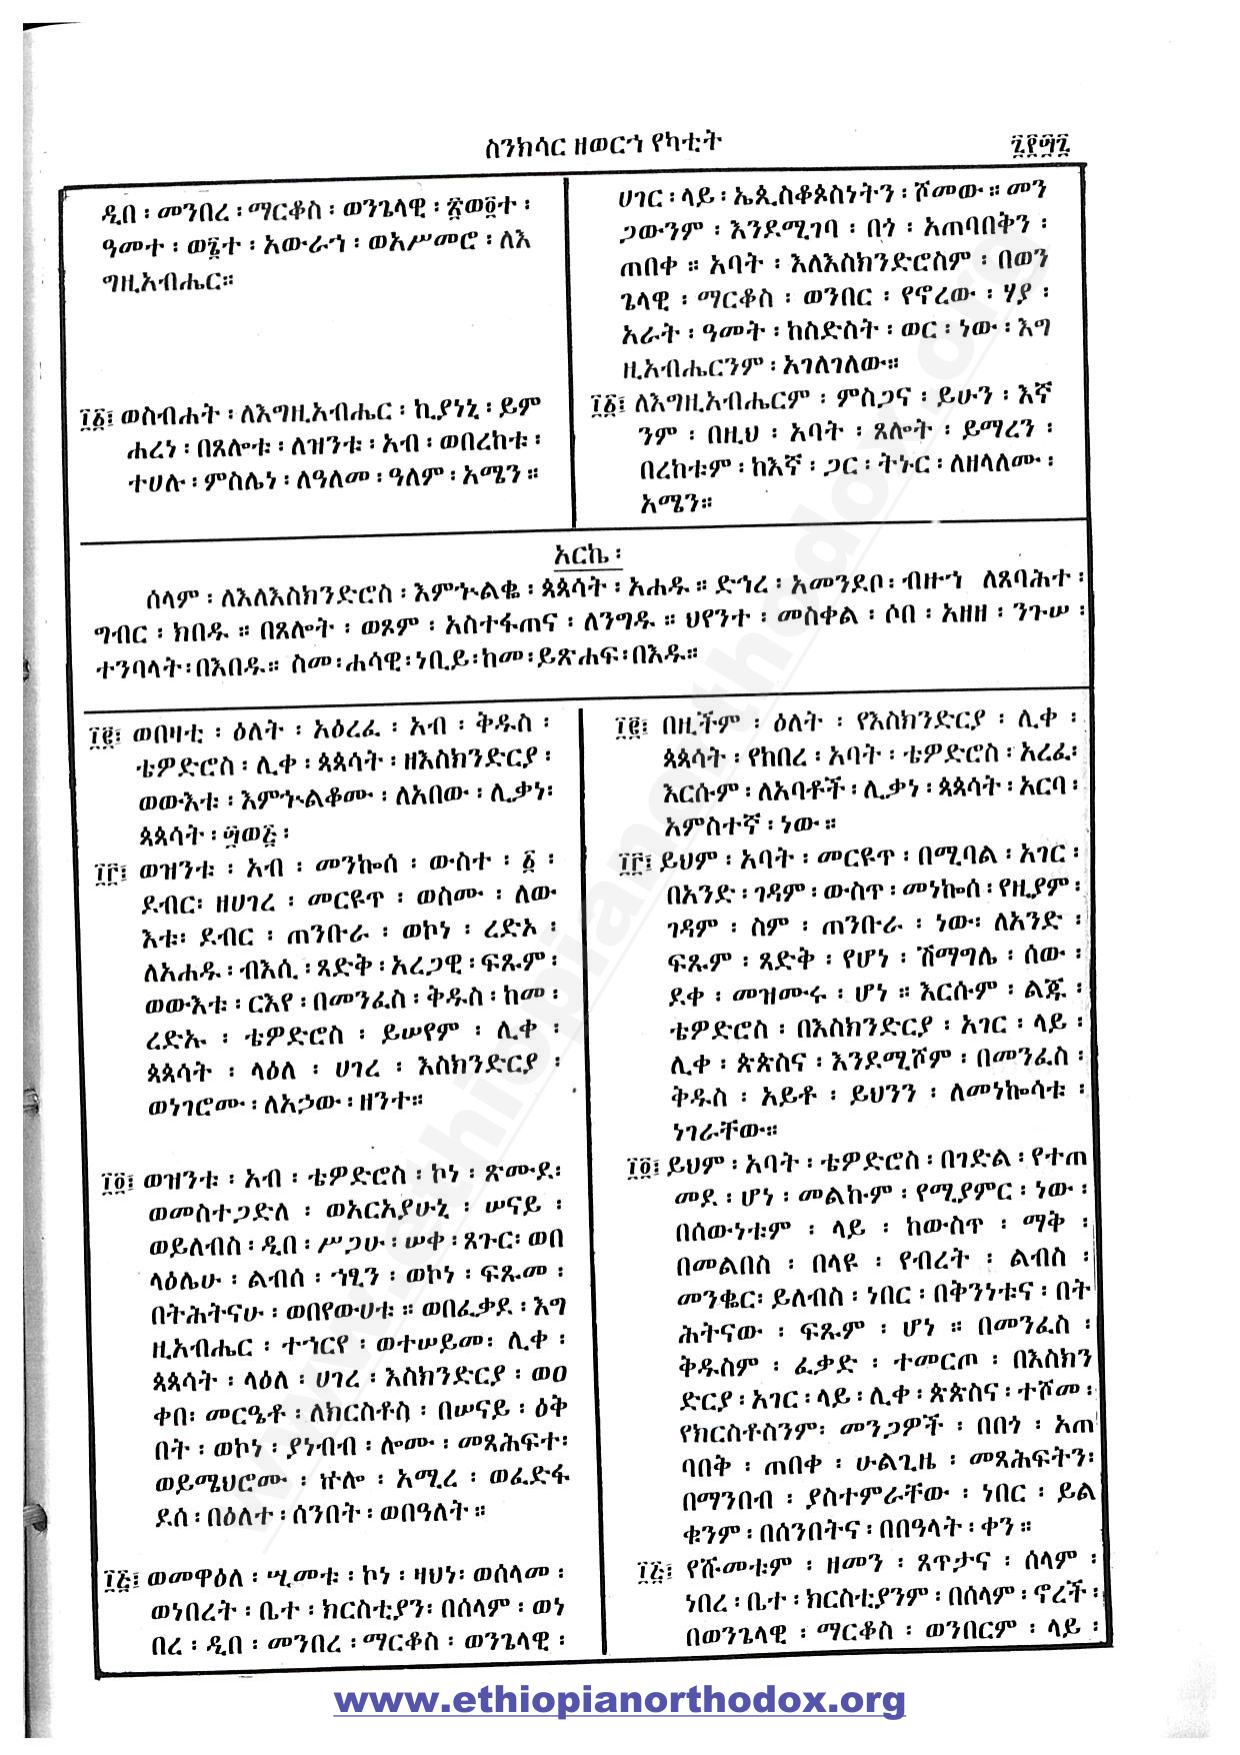 ስንክሳር ዘወርኀ የካቲት
፯፻፵፯
ዲበ ፡ መንበረ ፡ ማርቆስ ፡ ወንጌላዊ ፡ ፳ወ፬ተ ፡
ዓመተ ፡ ወ፮ተ ፡ አውራኀ ፡ ወአሥመሮ ፡ ለእ
ግዚአብሔር።
፲፩፤ ወስብሐት ፡ ለእግዚአብሔር ፡ ኪያነኒ ፡ ይም
ሐረነ ፡ በጸሎቱ ፡ ለዝንቱ ፡ አብ ፡ ወበረከቱ ፡
ተሀሉ ፡ ምስሌነ ፡ ለዓለመ ፡ ዓለም ፡ አሜን ።
ሀገር ፡ ላይ ፡ ኤጲስቆጶስነትን ፡ ሾመው ። መን
ጋውንም ፡ እንደሚገባ ፡ በጎ ፡ አጠባበቅን ፡
ጠበቀ ። አባት ፡ እለእስክንድሮስም ፡ በወን
ጌላዊ ፡ ማርቆስ ፡ ወንበር ፡ የኖረው ፡ ሃያ ፡
አራት ፡ ዓመት ፡ ከስድስት ፡ ወር ፡ ነው ፡ እግ
ዚአብሔርንም ፡ አገለገለው።
፲፩፤ ለእግዚአብሔርም ፡ ምስጋና ፡ ይሁን ፡ እኛ
ንም ፡ በዚህ ፡ አባት ፡ ጸሎት ፡ ይማረን ፡
በረከቱም ፡ ከእኛ ፡ ጋር ፡ ትኑር ፡ ለዘላለሙ ፡
አሜን።
አርኬ ፡
ሰላም ፡ ለእለእስክንድሮስ ፡ እምኍልቈ ፡ ጳጳሳት ፡ አሐዱ ። ድኅረ ፡ አመንደቦ ፡ ብዙኀ ለጸባሕተ ፡
ግብር ፡ ክበዱ ። በጸሎት ፡ ወጾም ፡ አስተፋጠና ፡ ለንግዱ ። ህየንተ ፡ መስቀል ፡ ሶበ ፡ አዘዘ ፡ ንጉሠ ፡
ተንባላት ፡ በእበዱ። ስመ ፡ ሐሳዊ ፡ ነቢይ ፡ ከመ ፡ ይጽሐፍ ፡ በእዱ።
፲፪፤ ወበዛቲ ፡ ዕለት ፡ አዕረፈ ፡ አብ ፡ ቅዱስ ፡
ቴዎድሮስ ፡ ሊቀ ፡ ጳጳሳት ፡ ዘእስክንድርያ ፡
ወውእቱ ፡ እምኍልቆሙ ፡ ለአበው ፡ ሊቃነ፡
ጳጳሳት ፡ ፵ወ፭ ፡
፲፫፤ ወዝንቱ ፡ አብ ፡ መንኰሰ ፡ ውስተ ፡ ፩ ፡
ደብር፡ ዘሀገረ ፡ መርዩጥ ፡ ወስሙ ፡ ለው
እቱ፡ ደብር ፡ ጠንቡራ ፡ ወኮነ ፡ ረድኦ ፡
ለአሐዱ ፡ ብእሲ ፡ ጻድቅ ፡ አረጋዊ ፡ ፍጹም ፡
ወውእቱ ፡ ርእየ ፡ በመንፈስ ፡ ቅዱስ ፡ ከመ ፡
ረድኡ ፡ ቴዎድሮስ ፡ ይሠየም ፡ ሊቀ ፡
ጳጳሳት ፡ ላዕለ ፡ ሀገረ ፡ እስክንድርያ ፡
ወነገሮሙ ፡ ለአኃው ፡ ዘንተ።
፲፬፤ ወዝንቱ ፡ አብ ፡ ቴዎድሮስ ፡ ኮነ ፡ ጽሙደ፡
ወመስተጋድለ ፡ ወአርአያሁኒ ፡ ሠናይ ፡
ወይለብስ ፡ ዲበ ፡ ሥጋሁ ፡ ሠቀ ፡ ጸጉር፡ ወበ
ላዕሌሁ ፡ ልብሰ ፡ ኀፂን ፡ ወኮነ ፡ ፍጹመ ፡
በትሕትናሁ ፡ ወበየውሀቱ ። ወበፈቃደ ፡ እግ
ዚአብሔር ፡ ተኀርየ ፡ ወተሠይመ፡ ሊቀ ፡
ጳጳሳት ፡ ላዕለ ፡ ሀገረ ፡ እስክንድርያ ፡ ወዐ
ቀበ፡ መርዔቶ ፡ ለክርስቶስ ፡ በሠናይ ፡ ዕቅ
በት ፡ ወኮነ ፡ ያነብብ ፡ ሎሙ ፡ መጻሕፍተ፡
ወይሜህሮሙ ፡ ኵሎ ፡ አሚረ ፡ ወፈድፋ
ደሰ ፡ በዕለተ ፡ ሰንበት ፡ ወበዓለት ።
፲፭፤ ወመዋዕለ ፡ ሢመቱ ፡ ኮነ ፡ ዛህነ፡ ወሰላመ ፡
ወነበረት ፡ ቤተ ፡ ክርስቲያን፡ በሰላም ፡ ወነ
በረ ፡ ዲበ ፡ መንበረ ፡ ማርቆስ ፡ ወንጌላዊ ፡
፲፪፤ በዚችም ፡ ዕለት ፡ የእስክንድርያ ፡ ሊቀ ፡
ጳጳሳት ፡ የከበረ ፡ አባት ፡ ቴዎድሮስ ፡ አረፈ፡
እርሱም ፡ ለአባቶች ፡ ሊቃነ ፡ ጳጳሳት ፡ አርባ ፡
አምስተኛ ፡ ነው ።
፲፫፤ ይህም ፡ አባት ፡ መርዩጥ ፡ በሚባል ፡ አገር ፡
በአንድ ፡ ገዳም ፡ ውስጥ ፡ መነኰሰ ፡ የዚያም ፡
ገዳም ፡ ስም ፡ ጠንቡራ ፡ ነው፡ ለአንድ ፡
ፍጹም ፡ ጻድቅ ፡ የሆነ ፡ ሽማግሌ ፡ ሰው ፡
ደቀ ፡ መዝሙሩ ፡ ሆነ ። እርሱም ፡ ልጁ ፡
ቴዎድሮስ ፡ በእስክንድርያ ፡ አገር ፡ ላይ ፡
ሊቀ ፡ ጵጵስና ፡ እንደሚሾም ፡ በመንፈስ ፡
ቅዱስ ፡ አይቶ ፡ ይህንን ፡ ለመነኰሳቱ ፡
ነገራቸው።
፲፬፤ ይህም ፡ አባት ፡ ቴዎድሮስ ፡ በገድል ፡ የተጠ
መደ ፡ ሆነ ፡ መልኩም ፡ የሚያምር ፡ ነው ፡
በሰውነቱም ፡ ላይ ፡ ከውስጥ ፡ ማቅ ፡
በመልበስ ፡ በላዩ ፡ የብረት ፡ ልብስ ፡
መንቈር፡ ይለብስ ፡ ነበር ፡ በቅንነቱና ፡ በት
ሕትናው ፡ ፍጹም ፡ ሆነ ። በመንፈስ ፡
ቅዱስም ፡ ፈቃድ ፡ ተመርጦ ፡ በእስክን
ድርያ ፡ አገር ፡ ላይ ፡ ሊቀ ፡ ጵጵስና ፡ ተሾመ ፡
የክርስቶስንም፡ መንጋዎች ፡ በበጎ ፡ አጠ
ባበቅ ፡ ጠበቀ ፡ ሁልጊዜ ፡ መጻሕፍትን፡
በማንበብ ፡ ያስተምራቸው ፡ ነበር ፡ ይል
ቁንም ፡ በሰንበትና ፡ በበዓላት ፡ ቀን ።
፲፭፤ የሹመቱም ፡ ዘመን ፡ ጸጥታና ፡ ሰላም ፡
ነበረ ፡ ቤተ ፡ ክርስቲያንም ፡ በሰላም ፡ ኖረች ፡
በወንጌላዊ ፡ ማርቆስ ፡ ወንበርም ፡ ላይ ፡
www.ethiopianorthodox.org
www.ethiopianorthodox.org